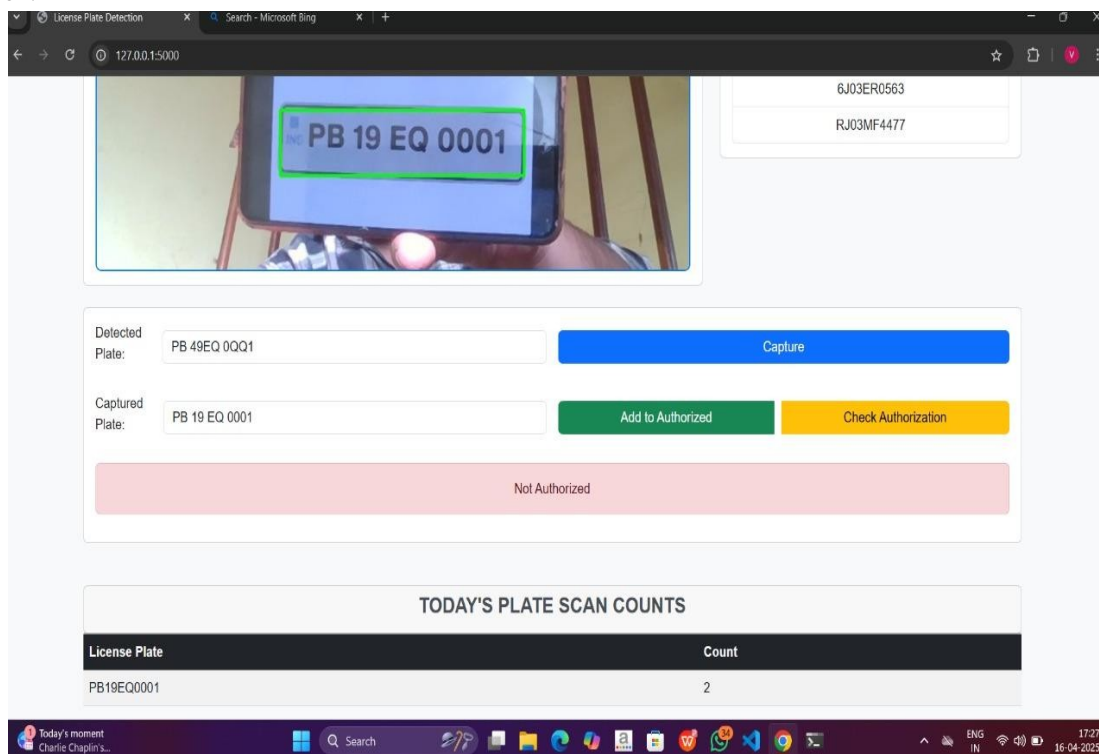 License Plate Detection
Search - Microsoft Bing
127.0.0.1:5000
V
6J03ER0563
RJ03MF4477
IND PB 19 EQ 0001
Detected
Plate:
PB 49EQ 0QQ1
Capture
Captured
Plate:
PB 19 EQ 0001
Add to Authorized
Check Authorization
Not Authorized
TODAY'S PLATE SCAN COUNTS
License Plate
Count
PB19EQ0001
2
1
Today's moment
Charlie Chaplin's...
Search
ENG
IN
17:27
16-04-2025